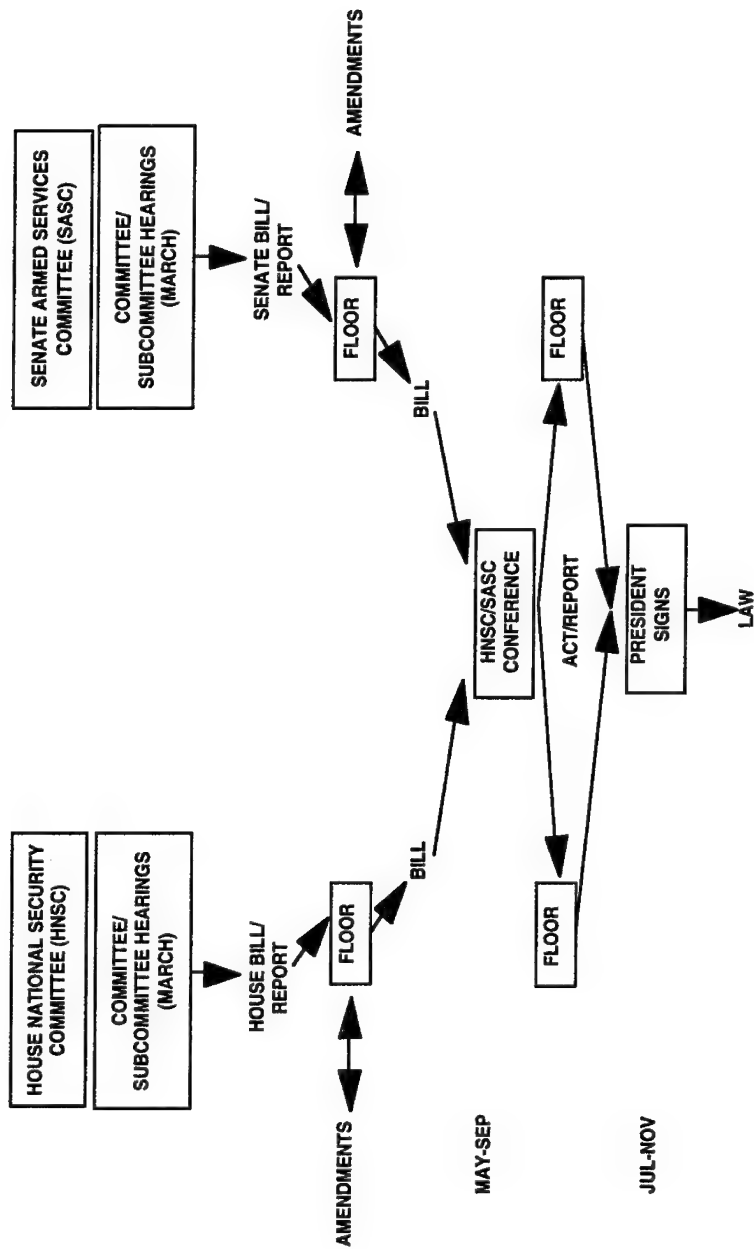 HOUSE NATIONAL SECURITY
COMMITTEE (HNSC)
SENATE ARMED SERVICES
COMMITTEE (SASC)
COMMITTEE/
SUBCOMMITTEE HEARINGS
(MARCH)
COMMITTEE/
SUBCOMMITTEE HEARINGS
(MARCH)
HOUSE BILL/
REPORT
SENATE BILL/
REPORT
AMENDMENTS
FLOOR
FLOOR
AMENDMENTS
BILL
BILL
MAY-SEP
HNSC/SASC
CONFERENCE
FLOOR
ACT/REPORT
FLOOR
JUL-NOV
PRESIDENT
SIGNS
LAW